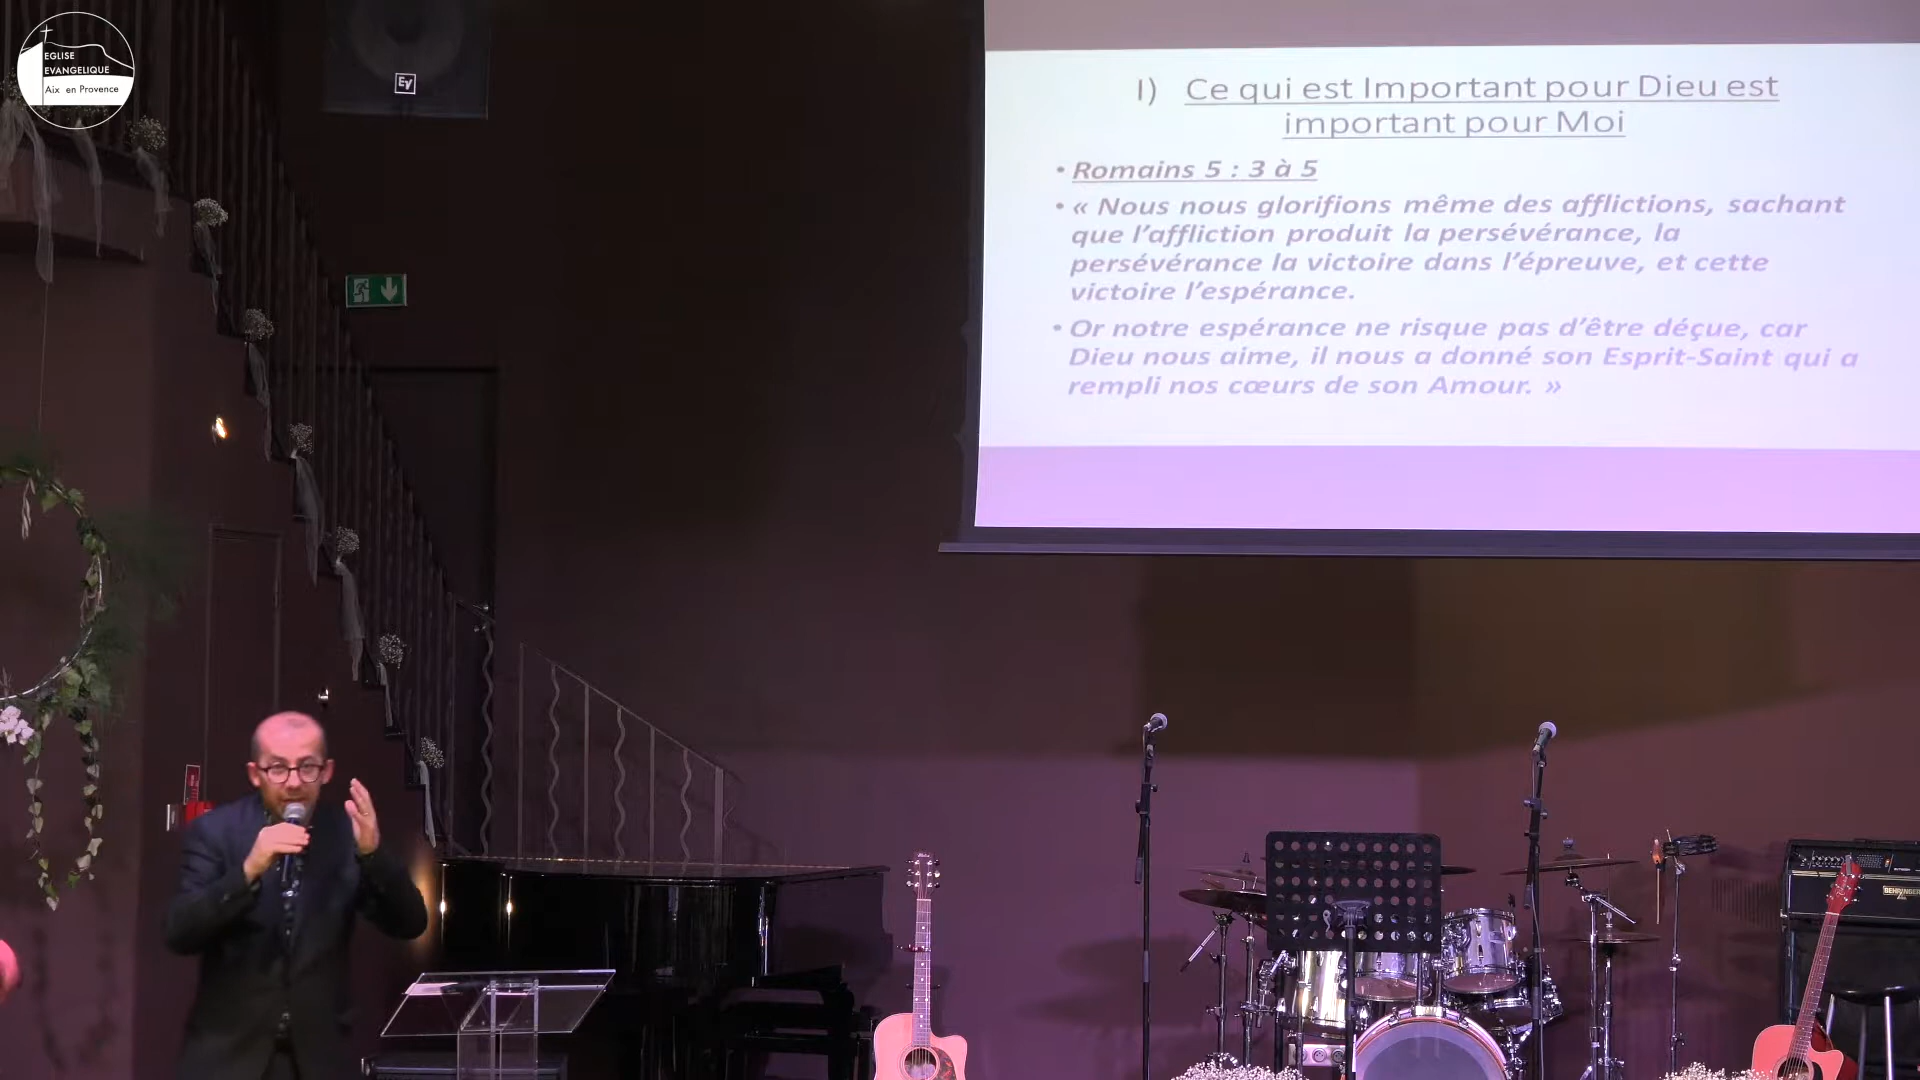 EGLISE
EVANGELIQUE
Aix en Provence
EV
I) Ce qui est Important pour Dieu est
important pour Moi
• Romains 5 : 3 à 5
• « Nous nous glorifions même des afflictions, sachant
que l’affliction produit la persévérance, la
persévérance la victoire dans l’épreuve, et cette
victoire l’espérance.
• Or notre espérance ne risque pas d’être déçue, car
Dieu nous aime, il nous a donné son Esprit-Saint qui a
rempli nos cœurs de son Amour. »
BEHRINGER